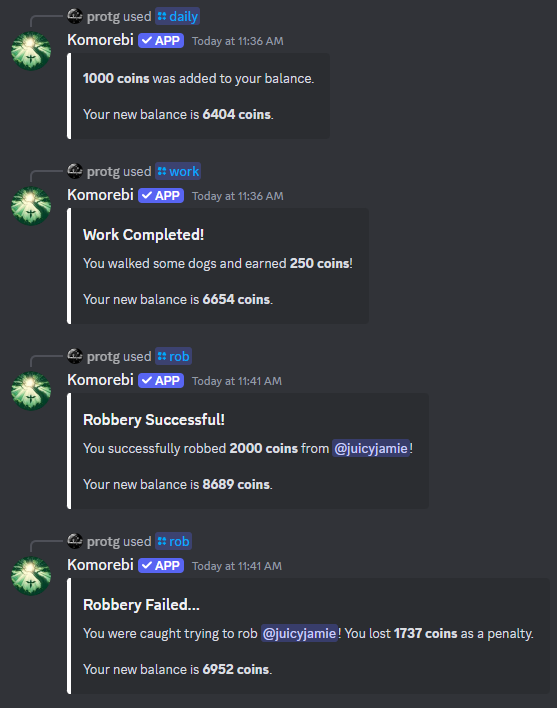 protg used daily
Komorebi ✓ APP Today at 11:36 AM
1000 coins was added to your balance.
Your new balance is 6404 coins.
protg used work
Komorebi ✓ APP Today at 11:36 AM
Work Completed!
You walked some dogs and earned 250 coins!
Your new balance is 6654 coins.
protg used rob
Komorebi ✓ APP Today at 11:41 AM
Robbery Successful!
You successfully robbed 2000 coins from @juicyjamie!
Your new balance is 8689 coins.
protg used rob
Komorebi ✓ APP Today at 11:41 AM
Robbery Failed...
You were caught trying to rob @juicyjamie! You lost 1737 coins as a penalty.
Your new balance is 6952 coins.